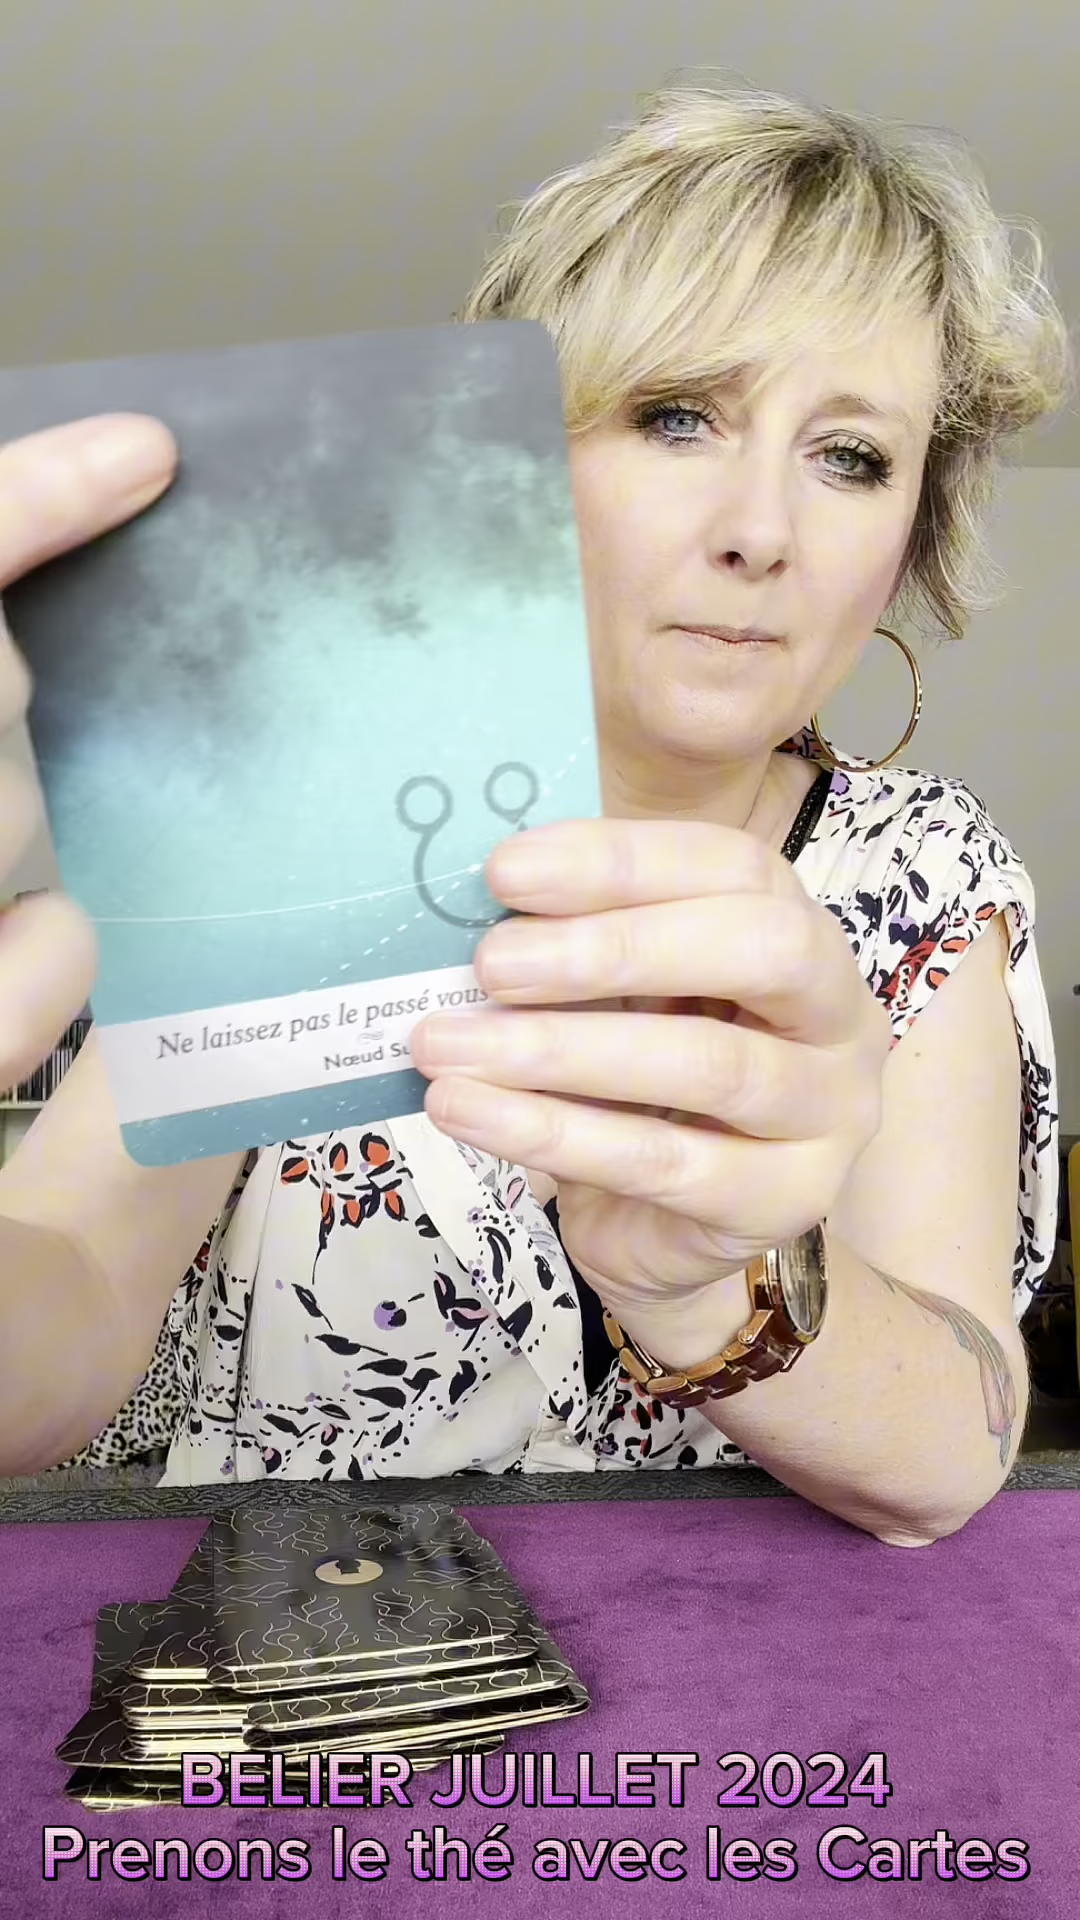 Ne laissez pas le passé vous
Nœud
BELIER JUILLET 2024
Prenons le thé avec les Cartes